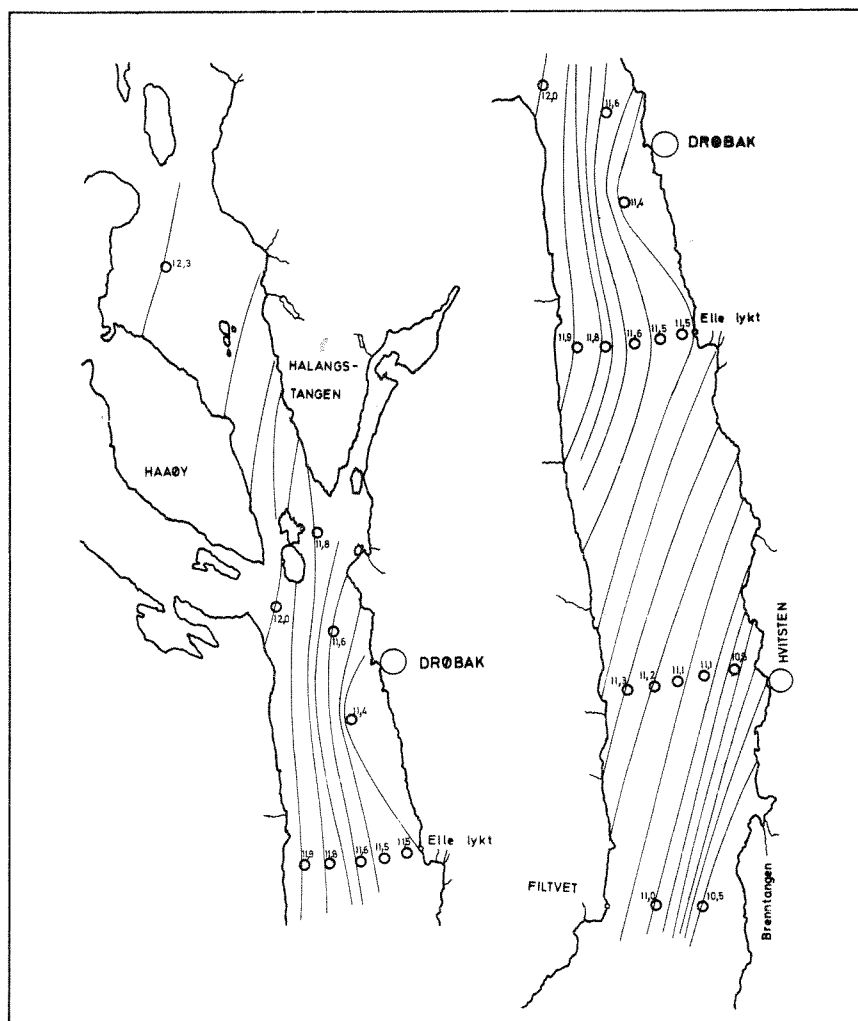 12,3
HALANGS-
TANGEN
HAAØY
11,8
12,0
11,6
DRØBAK
11,4
Elle lykt
11,9 11,8 11,6 11,5 11,5
12,0
11,6
DRØBAK
11,4
Elle lykt
11,9 11,8 11,6 11,5 11,5
HVITSTEN
11,3 11,2 11,1 11,1
FILTVET
11,0 10,5
Brenntangen